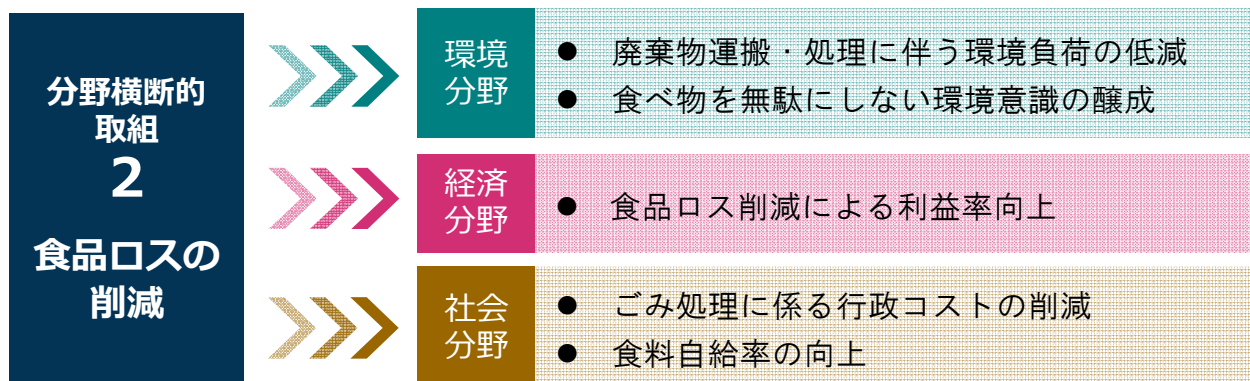 分野横断的
取組
2
食品ロスの
削減
環境
分野
● 廃棄物運搬・処理に伴う環境負荷の低減
● 食べ物を無駄にしない環境意識の醸成
経済
分野
● 食品ロス削減による利益率向上
社会
分野
● ごみ処理に係る行政コストの削減
● 食料自給率の向上